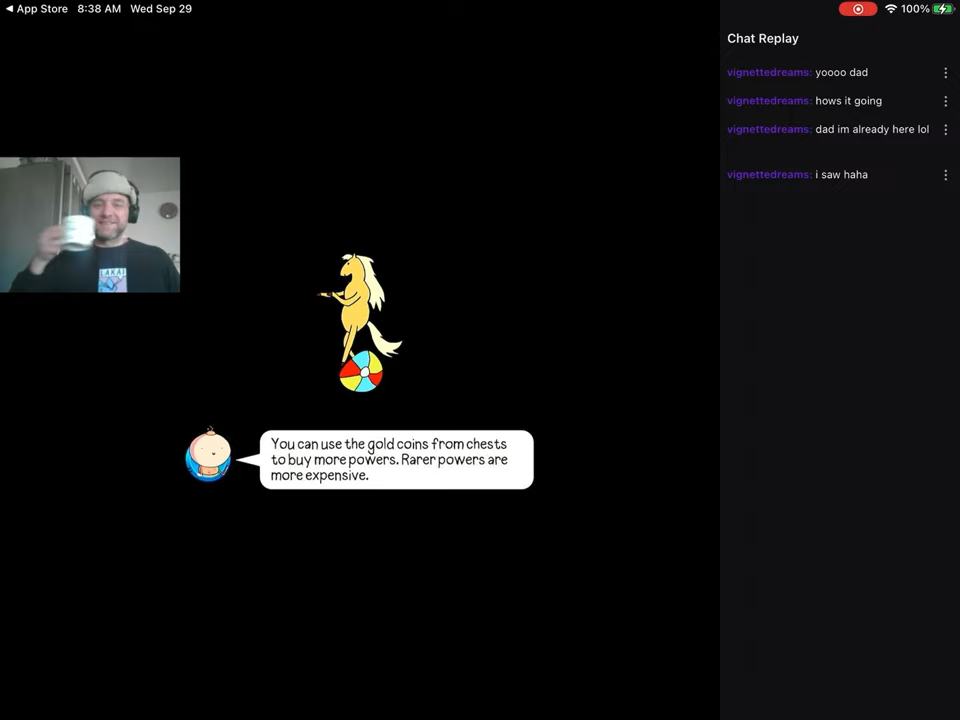 ◀ App Store 8:38 AM Wed Sep 29
100%
Chat Replay
vignettedreams: yoooo dad
vignettedreams: hows it going
vignettedreams: dad im already here lol
vignettedreams: i saw haha
LAKAI
You can use the gold coins from chests
to buy more powers. Rarer powers are
more expensive.